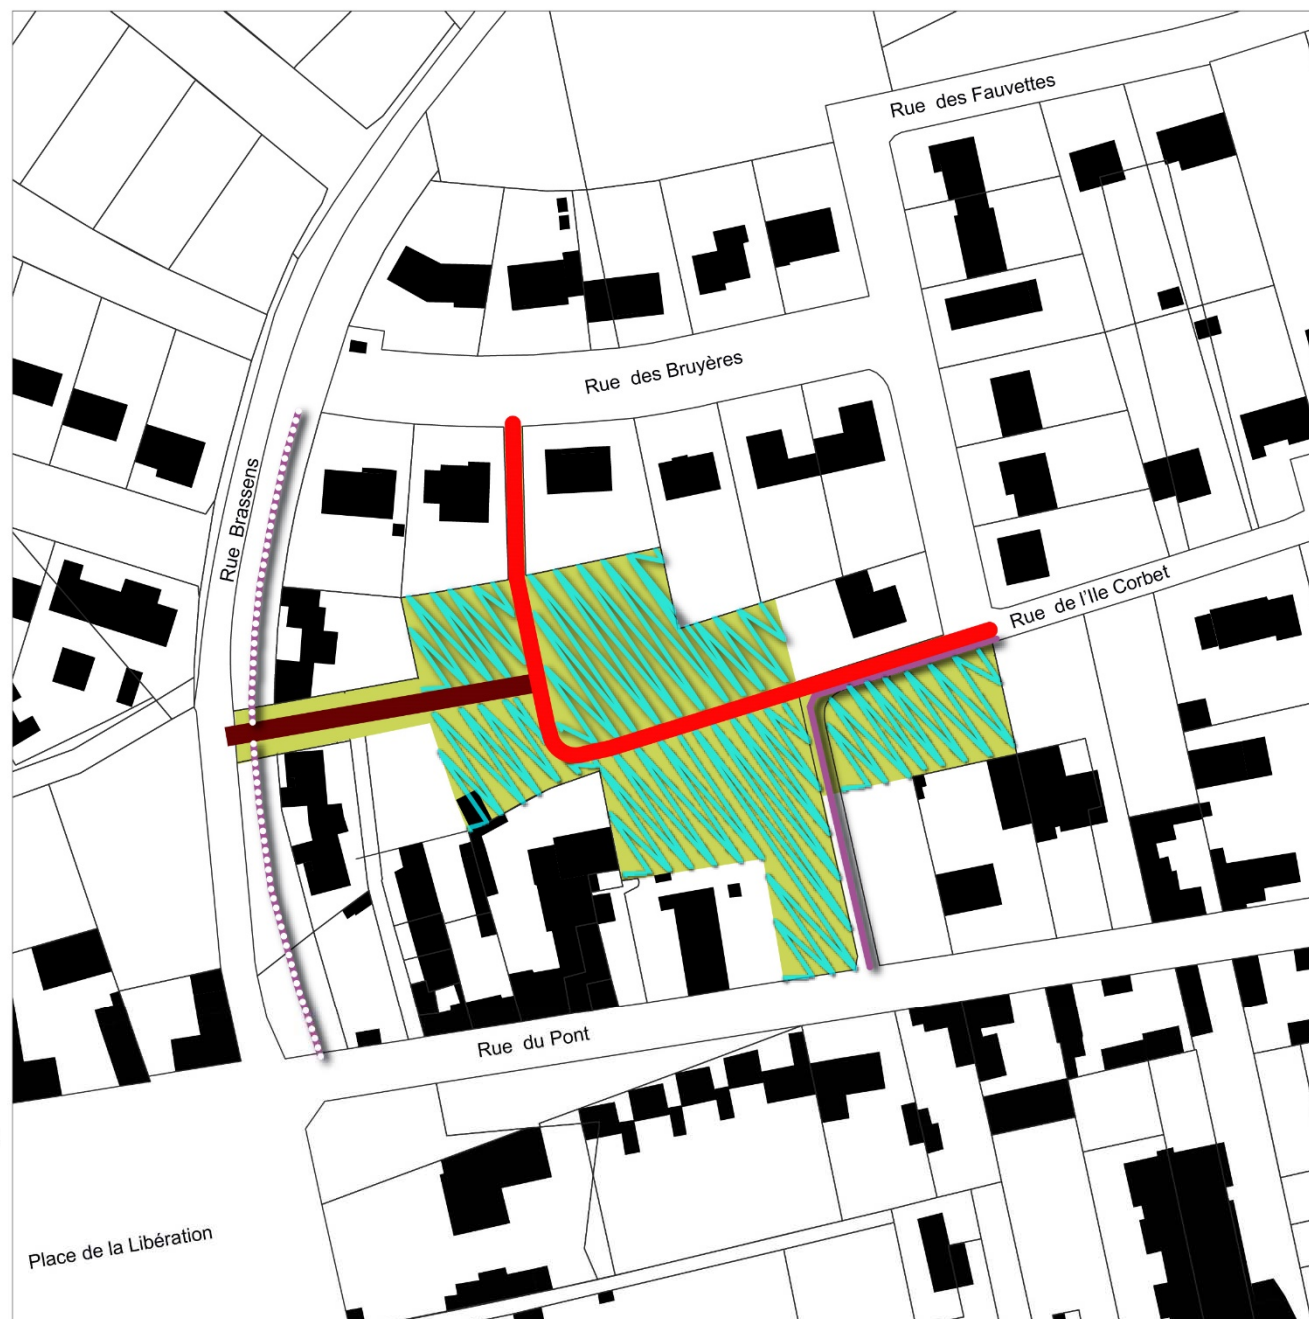 Rue des Fauvettes
Rue des Bruyères
Rue Brassens
Rue de l'Ile Corbet
Rue du Pont
Place de la Libération